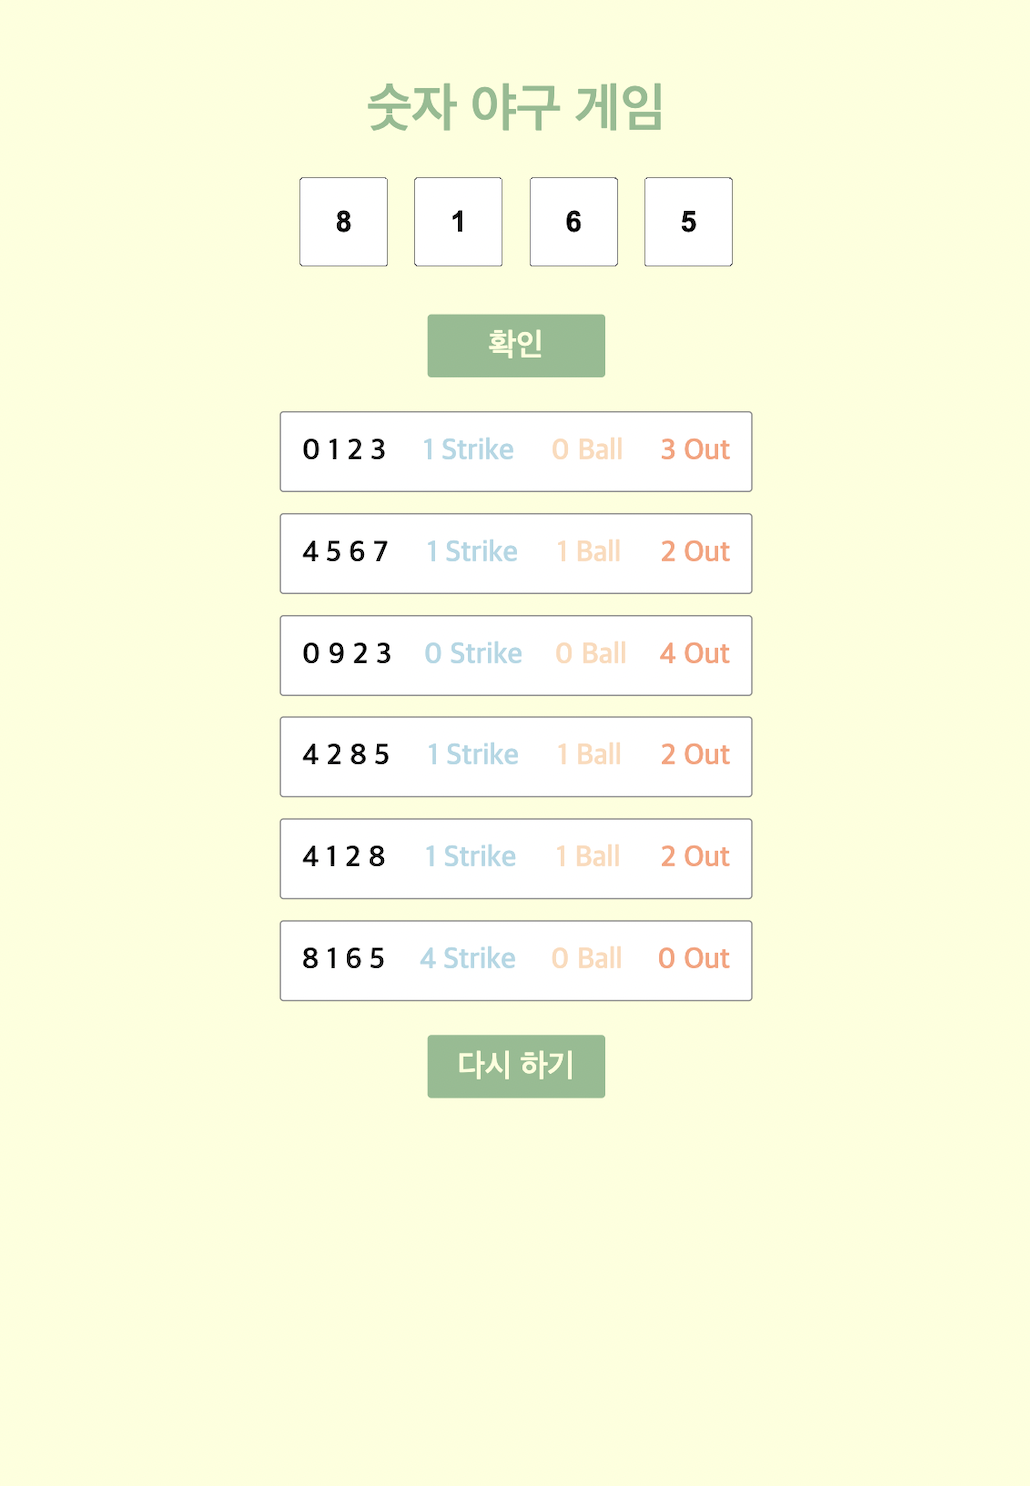 숫자 야구 게임
8 1 6 5
확인
0 1 2 3 1 Strike 0 Ball 3 Out
4 5 6 7 1 Strike 1 Ball 2 Out
0 9 2 3 0 Strike 0 Ball 4 Out
4 2 8 5 1 Strike 1 Ball 2 Out
4 1 2 8 1 Strike 1 Ball 2 Out
8 1 6 5 4 Strike 0 Ball 0 Out
다시 하기